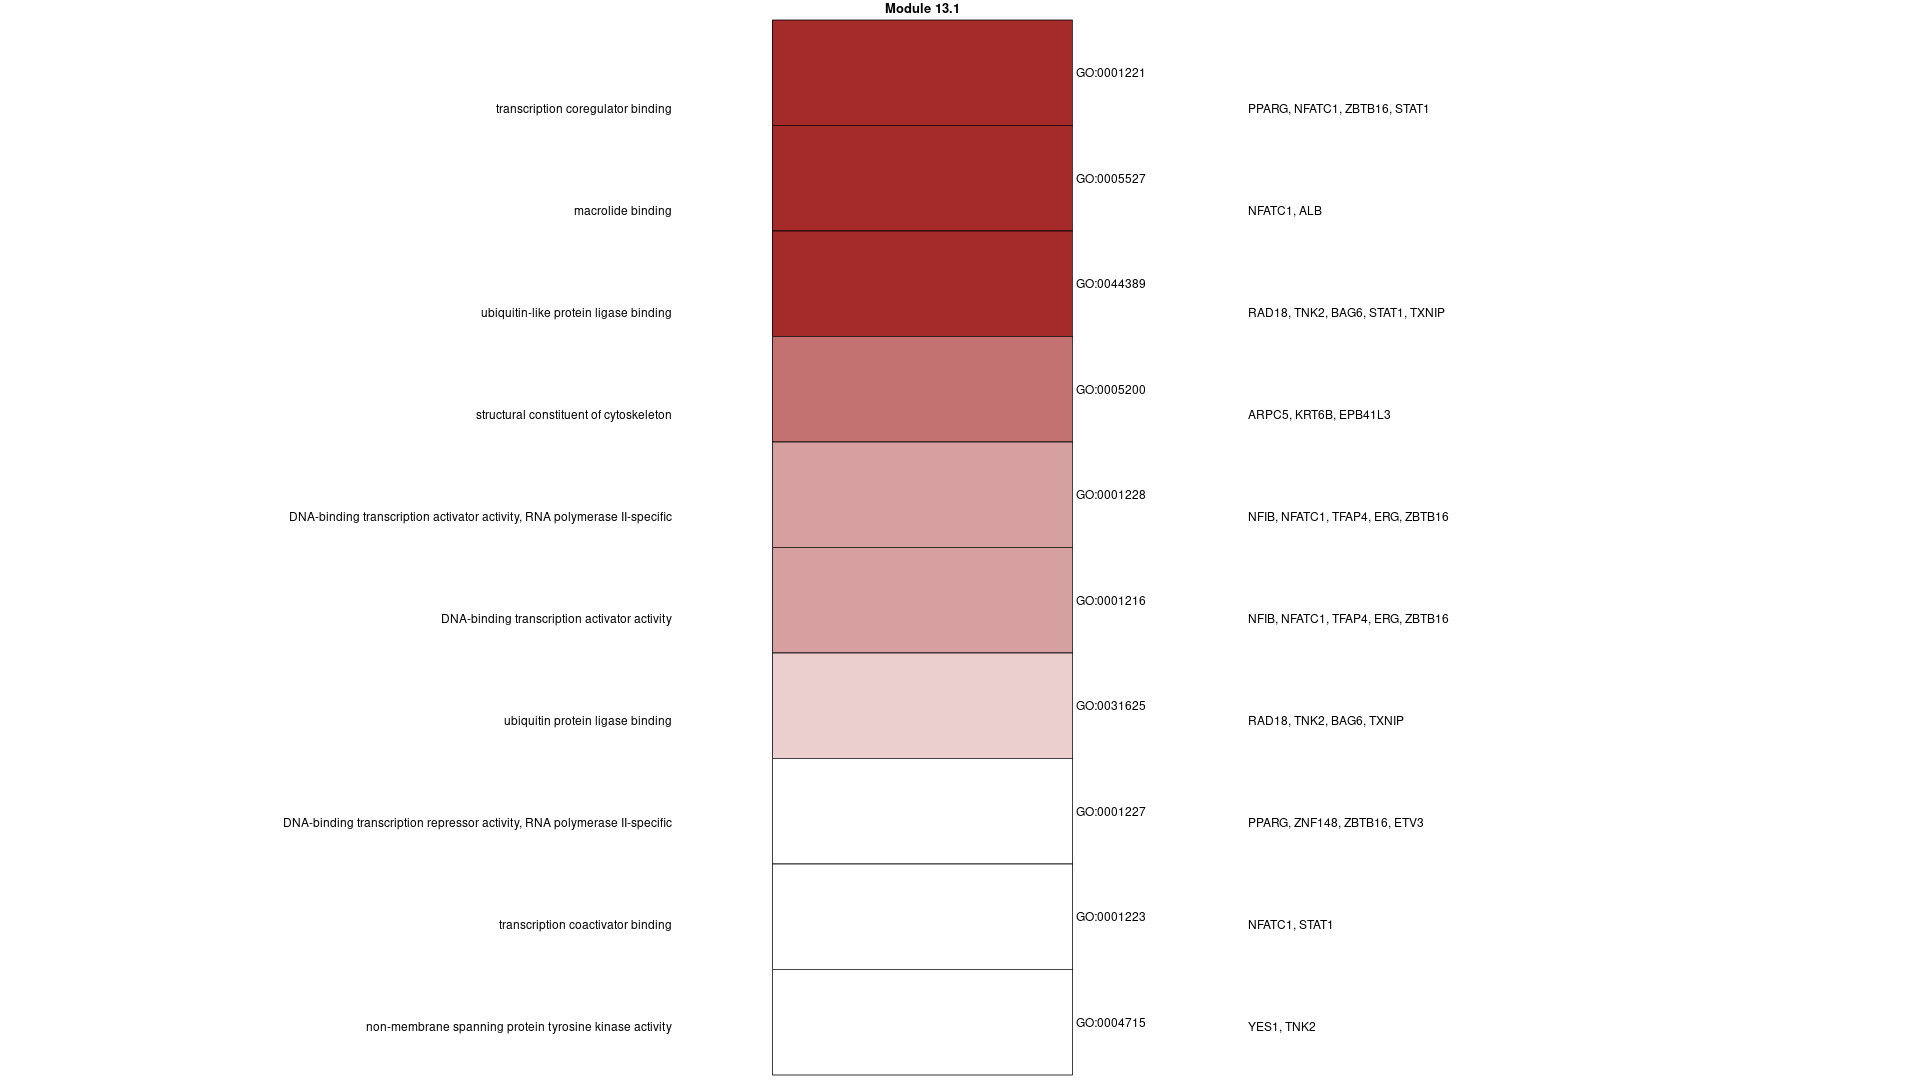 Module 13.1
GO:0001221
transcription coregulator binding
PPARG, NFATC1, ZBTB16, STAT1
GO:0005527
macrolide binding
NFATC1, ALB
GO:0044389
ubiquitin-like protein ligase binding
RAD18, TNK2, BAG6, STAT1, TXNIP
GO:0005200
structural constituent of cytoskeleton
ARPC5, KRT6B, EPB41L3
GO:0001228
DNA-binding transcription activator activity, RNA polymerase II-specific
NFIB, NFATC1, TFAP4, ERG, ZBTB16
GO:0001216
DNA-binding transcription activator activity
NFIB, NFATC1, TFAP4, ERG, ZBTB16
GO:0031625
ubiquitin protein ligase binding
RAD18, TNK2, BAG6, TXNIP
GO:0001227
DNA-binding transcription repressor activity, RNA polymerase II-specific
PPARG, ZNF148, ZBTB16, ETV3
GO:0001223
transcription coactivator binding
NFATC1, STAT1
GO:0004715
non-membrane spanning protein tyrosine kinase activity
YES1, TNK2